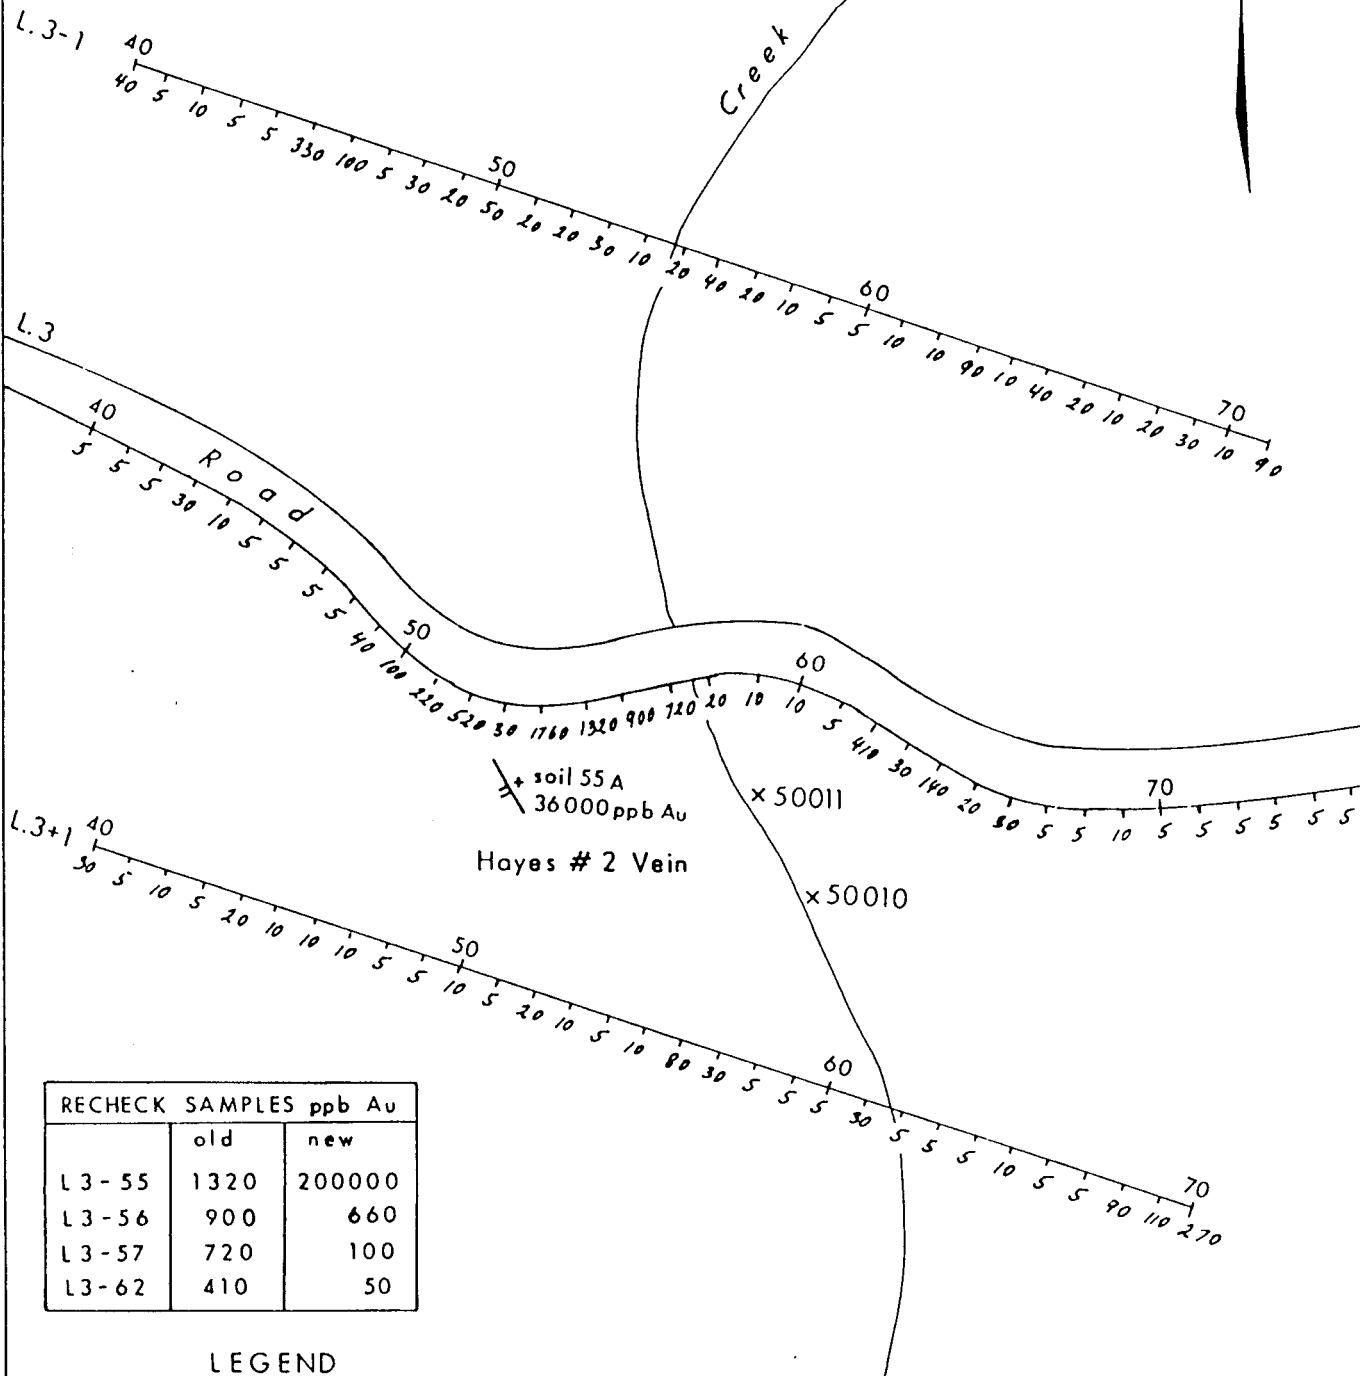 L.3-1
40
50
60
70
40 5 10 5 5 330 100 5 30 20 50 20 20 30 10 20 40 20 10 5 5 10 10 90 10 40 20 10 20 30 10 90
Creek
L.3
Road
40
50
60
70
5 5 5 30 10 5 5 5 5 40 100 220 520 30 1760 1320 900 720 20 10 10 5 410 30 140 20 30 5 5 10 5 5 5 5 5 5
soil 55A
36000 ppb Au
Hayes # 2 Vein
x 50011
x 50010
L.3+1
40
50
60
70
30 5 10 5 20 10 10 10 5 5 10 5 20 10 5 10 80 30 5 5 5 30 5 5 5 10 5 5 90 110 270
RECHECK SAMPLES ppb Au
old new
L3-55 1320 200000
L3-56 900 660
L3-57 720 100
L3-62 410 50
LEGEND